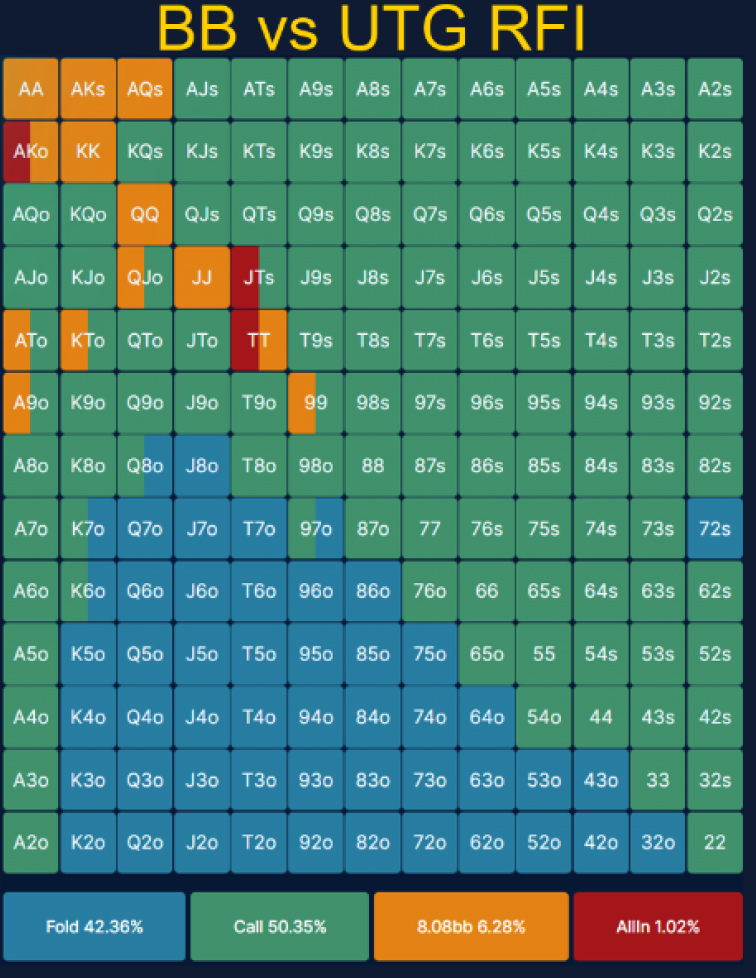 BB vs UTG RFI
AA AKs AQs AJs ATs A9s A8s A7s A6s A5s A4s A3s A2s
AKo KK KQs KJs KTs K9s K8s K7s K6s K5s K4s K3s K2s
AQo KQo QQ QJs QTs Q9s Q8s Q7s Q6s Q5s Q4s Q3s Q2s
AJo KJo QJo JJ JTs J9s J8s J7s J6s J5s J4s J3s J2s
ATo KTo QTo JTo TT T9s T8s T7s T6s T5s T4s T3s T2s
A9o K9o Q9o J9o T9o 99 98s 97s 96s 95s 94s 93s 92s
A8o K8o Q8o J8o T8o 98o 88 87s 86s 85s 84s 83s 82s
A7o K7o Q7o J7o T7o 97o 87o 77 76s 75s 74s 73s 72s
A6o K6o Q6o J6o T6o 96o 86o 76o 66 65s 64s 63s 62s
A5o K5o Q5o J5o T5o 95o 85o 75o 65o 55 54s 53s 52s
A4o K4o Q4o J4o T4o 94o 84o 74o 64o 54o 44 43s 42s
A3o K3o Q3o J3o T3o 93o 83o 73o 63o 53o 43o 33 32s
A2o K2o Q2o J2o T2o 92o 82o 72o 62o 52o 42o 32o 22
Fold 42.36% Call 50.35% 8.08bb 6.28% AllIn 1.02%